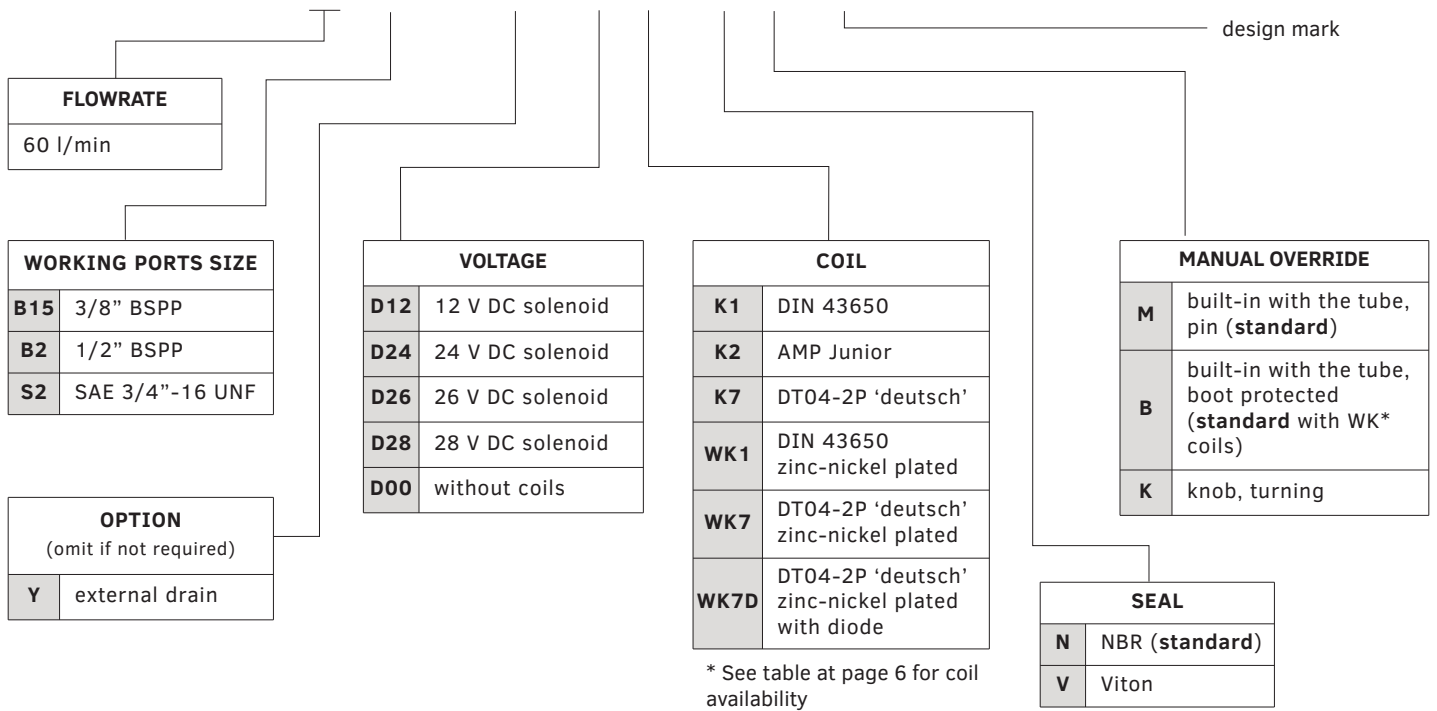 design mark
FLOWRATE
60 l/min
WORKING PORTS SIZE
B15 3/8” BSPP
B2 1/2” BSPP
S2 SAE 3/4”-16 UNF
OPTION
(omit if not required)
Y external drain
VOLTAGE
D12 12 V DC solenoid
D24 24 V DC solenoid
D26 26 V DC solenoid
D28 28 V DC solenoid
D00 without coils
COIL
K1 DIN 43650
K2 AMP Junior
K7 DT04-2P ‘deutsch’
WK1 DIN 43650
zinc-nickel plated
WK7 DT04-2P ‘deutsch’
zinc-nickel plated
WK7D DT04-2P ‘deutsch’
zinc-nickel plated
with diode
* See table at page 6 for coil
availability
MANUAL OVERRIDE
M built-in with the tube,
pin (standard)
B built-in with the tube,
boot protected
(standard with WK*
coils)
K knob, turning
SEAL
N NBR (standard)
V Viton